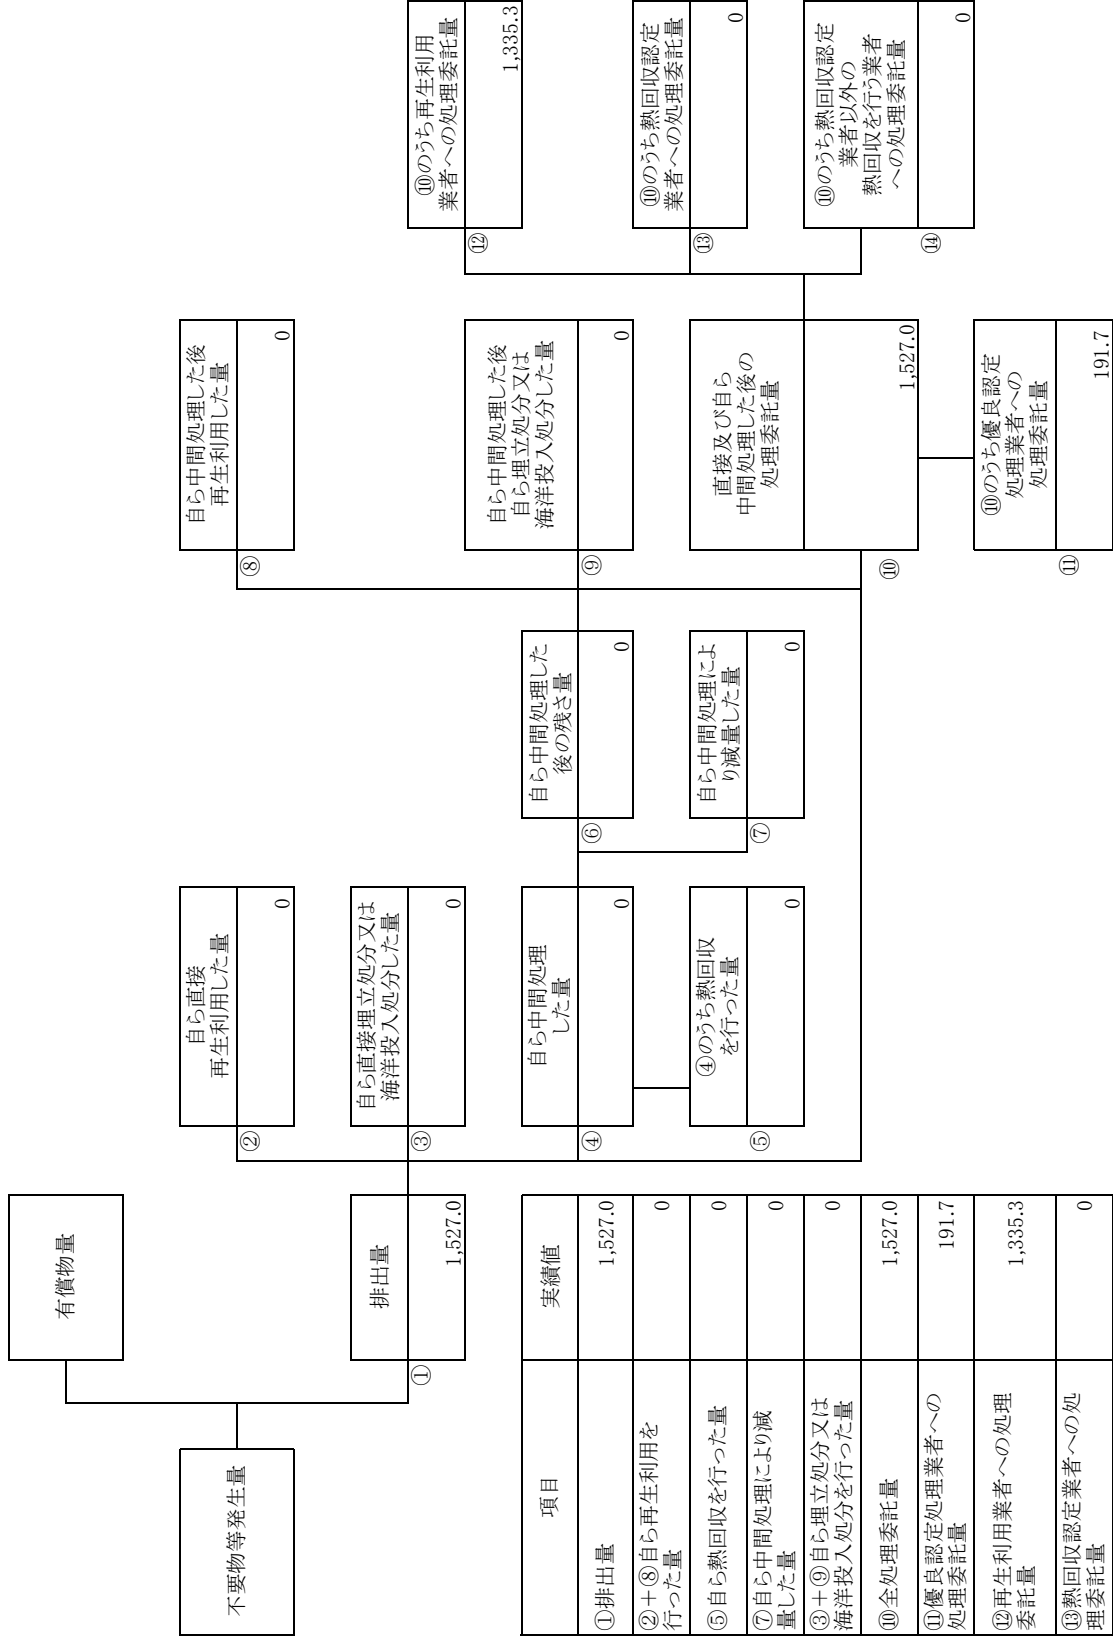 有償物量
不要物等発生量
排出量
①
1,527.0
自ら直接
再生利用した量
②
0
自ら直接埋立処分又は
海洋投入処分した量
③
0
自ら中間処理
した量
④
0
④のうち熱回収
を行った量
⑤
0
自ら中間処理した
後の残さ量
⑥
0
自ら中間処理によ
り減量した量
⑦
0
自ら中間処理した後
再生利用した量
⑧
0
自ら中間処理した後
自ら埋立処分又は
海洋投入処分した量
⑨
0
直接及び自ら
中間処理した後の
処理委託量
⑩
1,527.0
⑩のうち優良認定
処理業者への
処理委託量
⑪
191.7
⑩のうち再生利用
業者への処理委託量
⑫
1,335.3
⑩のうち熱回収認定
業者への処理委託量
⑬
0
⑩のうち熱回収認定
業者以外の
熱回収を行う業者
への処理委託量
⑭
0
項目
実績値
①排出量
1,527.0
②+⑧自ら再生利用を
行った量
0
⑤自ら熱回収を行った量
0
⑦自ら中間処理により減
量した量
0
③+⑨自ら埋立処分又は
海洋投入処分を行った量
0
⑩全処理委託量
1,527.0
⑪優良認定処理業者への
処理委託量
191.7
⑫再生利用業者への処理
委託量
1,335.3
⑬熱回収認定業者への処
理委託量
0